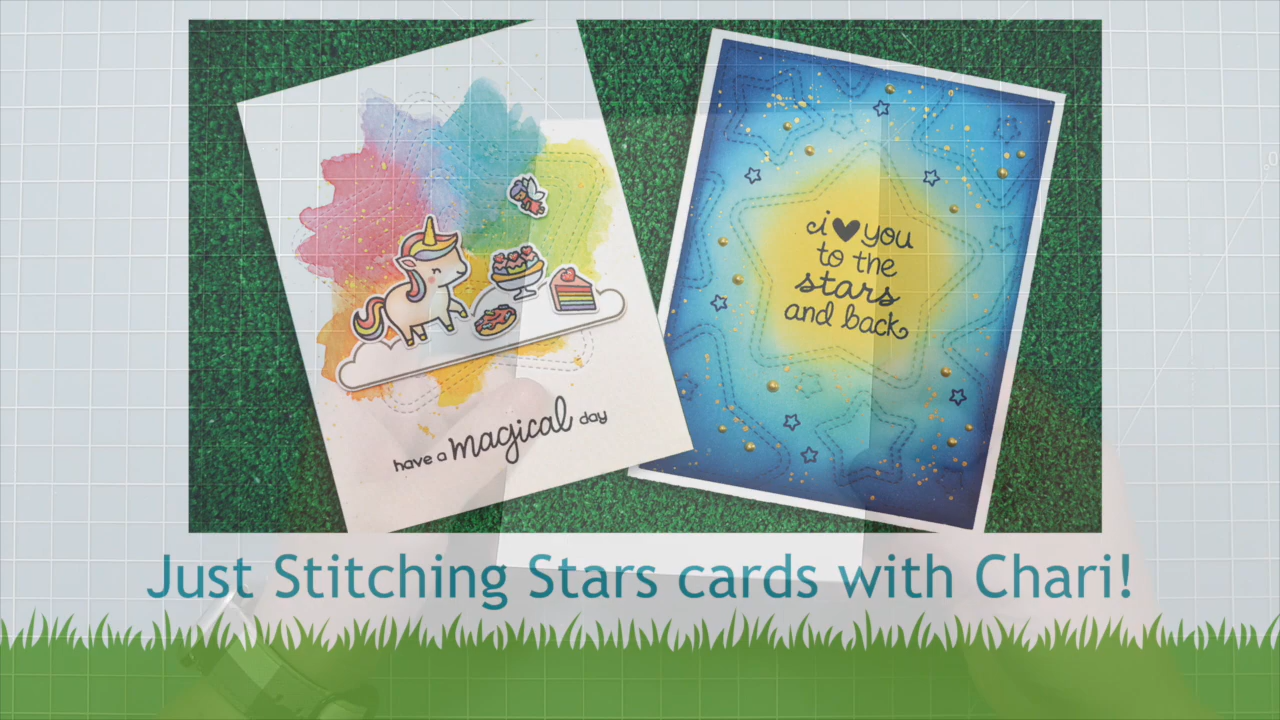 have a magical day
i you
to the
stars
and back
Just Stitching Stars cards with Chari!